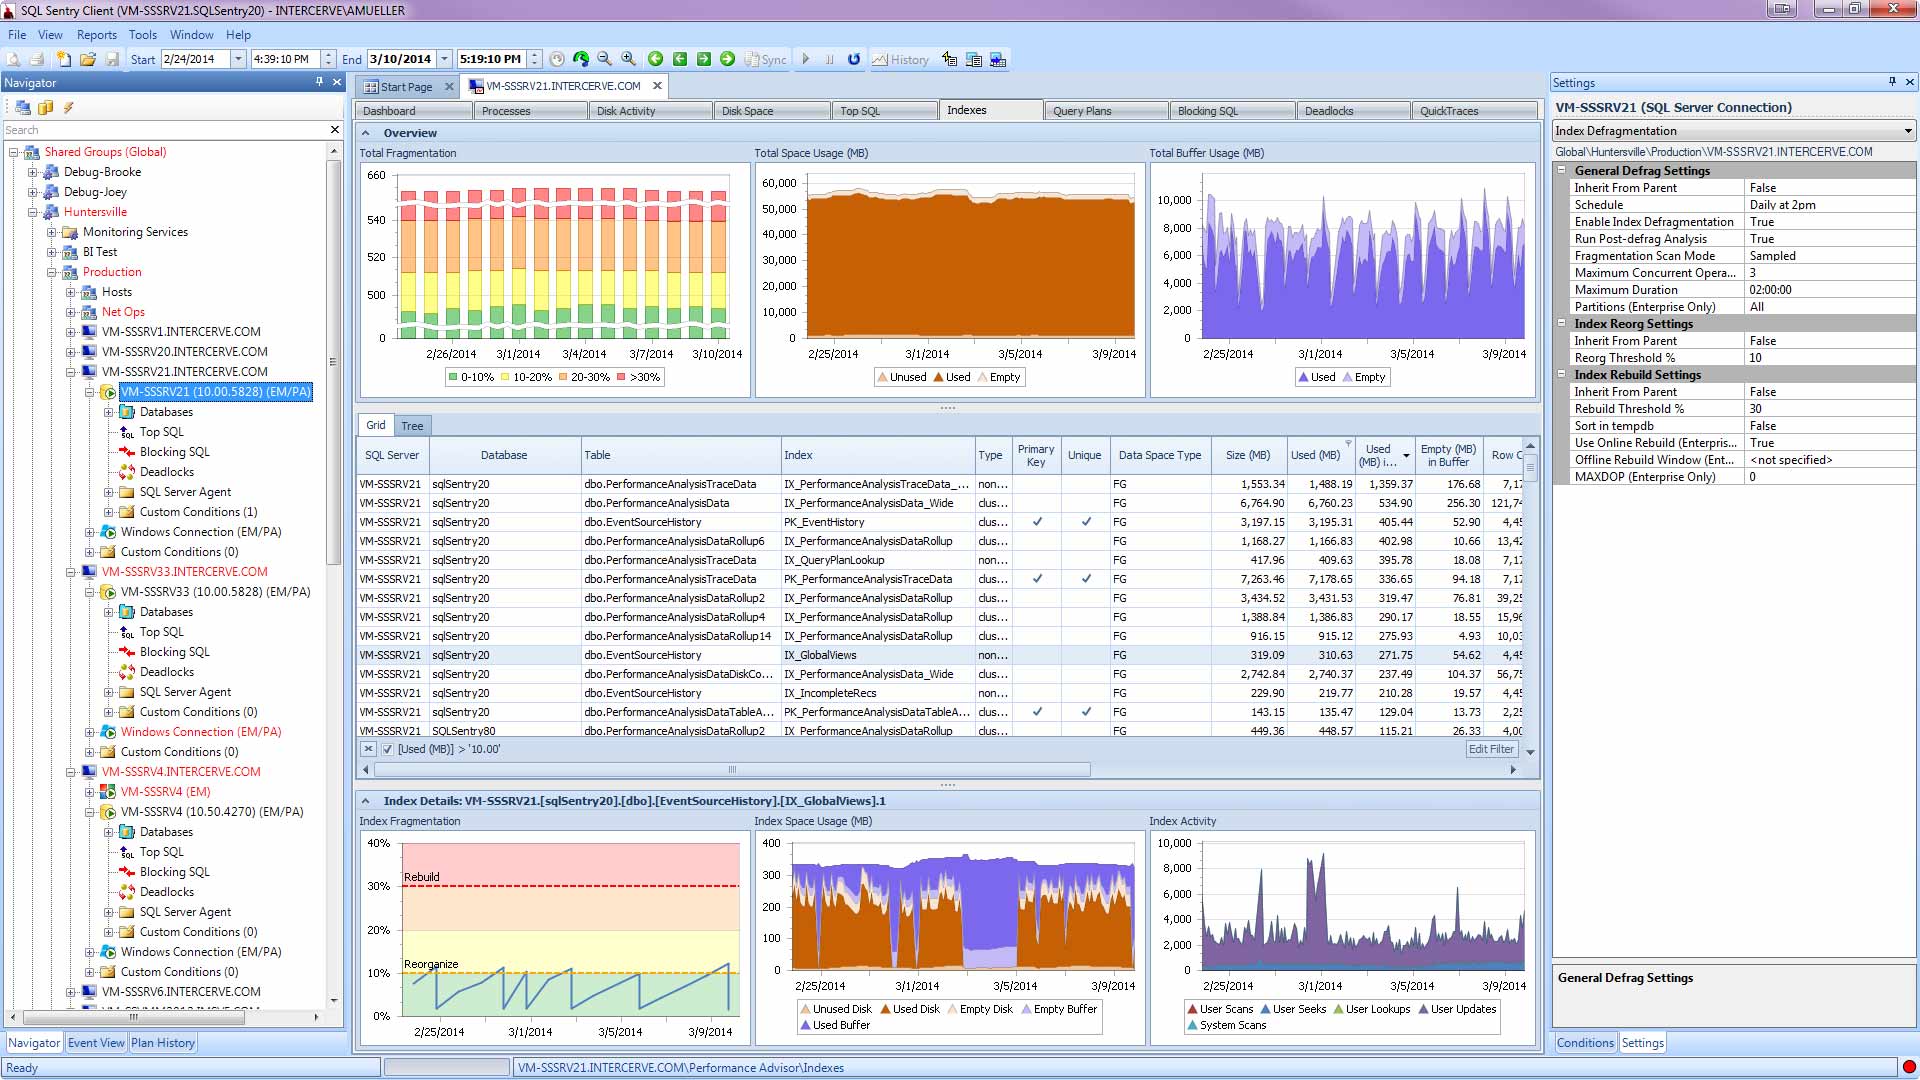 SQL Sentry Client (VM-SSSRV21.SQLSentry20) - INTERCERVE\AMUELLER
File View Reports Tools Window Help
Start 2/24/2014 4:39:10 PM End 3/10/2014 5:19:10 PM Sync History
Navigator
Search
Shared Groups (Global)
Debug-Brooke
Debug-Joey
Huntersville
Monitoring Services
BI Test
Production
Hosts
Net Ops
VM-SSSRV1.INTERCERVE.COM
VM-SSSRV20.INTERCERVE.COM
VM-SSSRV21.INTERCERVE.COM
VM-SSSRV21 (10.00.5828) (EM/PA)
Databases
Top SQL
Blocking SQL
Deadlocks
SQL Server Agent
Custom Conditions (1)
Windows Connection (EM/PA)
Custom Conditions (0)
VM-SSSRV33.INTERCERVE.COM
VM-SSSRV33 (10.00.5828) (EM/PA)
Databases
Top SQL
Blocking SQL
Deadlocks
SQL Server Agent
Custom Conditions (0)
Windows Connection (EM/PA)
Custom Conditions (0)
VM-SSSRV4.INTERCERVE.COM
VM-SSSRV4 (EM)
VM-SSSRV4 (10.50.4270) (EM/PA)
Databases
Top SQL
Blocking SQL
Deadlocks
SQL Server Agent
Custom Conditions (0)
Windows Connection (EM/PA)
Custom Conditions (0)
VM-SSSRV6.INTERCERVE.COM
Navigator Event View Plan History
Start Page VM-SSSRV21.INTERCERVE.COM
Dashboard Processes Disk Activity Disk Space Top SQL Indexes Query Plans Blocking SQL Deadlocks QuickTraces
Overview
Total Fragmentation
660
540
520
500
0
2/26/2014 3/1/2014 3/4/2014 3/7/2014 3/10/2014
0-10% 10-20% 20-30% >30%
Total Space Usage (MB)
60,000
50,000
40,000
30,000
20,000
10,000
0
2/25/2014 3/1/2014 3/5/2014 3/9/2014
Unused Used Empty
Total Buffer Usage (MB)
10,000
8,000
6,000
4,000
2,000
0
2/25/2014 3/1/2014 3/5/2014 3/9/2014
Used Empty
Grid Tree
SQL Server Database Table Index Type Primary Key Unique Data Space Type Size (MB) Used (MB) Used (MB) i... Empty (MB) in Buffer Row C
VM-SSSRV21 sqlSentry20 dbo.PerformanceAnalysisTraceData IX_PerformanceAnalysisTraceData_... non... FG 1,553.34 1,488.19 1,359.37 176.68 7,17
VM-SSSRV21 sqlSentry20 dbo.PerformanceAnalysisData IX_PerformanceAnalysisData_Wide clus... FG 6,764.90 6,760.23 534.90 256.30 121,74
VM-SSSRV21 sqlSentry20 dbo.EventSourceHistory PK_EventHistory clus... ✓ ✓ FG 3,197.15 3,195.31 405.44 52.90 4,45
VM-SSSRV21 sqlSentry20 dbo.PerformanceAnalysisDataRollup6 IX_PerformanceAnalysisDataRollup clus... FG 1,168.27 1,166.83 402.98 10.66 13,42
VM-SSSRV21 sqlSentry20 dbo.PerformanceAnalysisTraceData IX_QueryPlanLookup non... FG 417.96 409.63 395.78 18.08 7,17
VM-SSSRV21 sqlSentry20 dbo.PerformanceAnalysisTraceData PK_PerformanceAnalysisTraceData clus... ✓ ✓ FG 7,263.46 7,178.65 336.65 94.18 7,17
VM-SSSRV21 sqlSentry20 dbo.PerformanceAnalysisDataRollup2 IX_PerformanceAnalysisDataRollup clus... FG 3,434.52 3,431.53 319.47 76.81 39,25
VM-SSSRV21 sqlSentry20 dbo.PerformanceAnalysisDataRollup4 IX_PerformanceAnalysisDataRollup clus... FG 1,388.84 1,386.83 290.17 18.55 15,96
VM-SSSRV21 sqlSentry20 dbo.PerformanceAnalysisDataRollup14 IX_PerformanceAnalysisDataRollup clus... FG 916.15 915.12 275.93 4.93 10,03
VM-SSSRV21 sqlSentry20 dbo.EventSourceHistory IX_GlobalViews non... FG 319.09 310.63 271.75 54.62 4,45
VM-SSSRV21 sqlSentry20 dbo.PerformanceAnalysisDataDiskCo... IX_PerformanceAnalysisData_Wide clus... FG 2,742.84 2,740.37 237.49 104.37 56,75
VM-SSSRV21 sqlSentry20 dbo.EventSourceHistory IX_IncompleteRecs non... FG 229.90 219.77 210.28 19.57 4,45
VM-SSSRV21 sqlSentry20 dbo.PerformanceAnalysisDataTableA... PK_PerformanceAnalysisDataTableA... clus... ✓ ✓ FG 143.15 135.47 129.04 13.73 2,25
VM-SSSRV21 SQLSentry80 dbo.PerformanceAnalysisDataRollup2 IX_PerformanceAnalysisDataRollup clus... FG 449.36 448.57 115.21 26.33 4,00
[Used (MB)] > '10.00' Edit Filter
Index Details: VM-SSSRV21.[sqlSentry20].[dbo].[EventSourceHistory].[IX_GlobalViews].1
Index Fragmentation
40%
Rebuild
30%
20%
Reorganize
10%
0%
2/25/2014 3/1/2014 3/5/2014 3/9/2014
Index Space Usage (MB)
400
300
200
100
0
2/25/2014 3/1/2014 3/5/2014 3/9/2014
Unused Disk Used Disk Empty Disk Empty Buffer
Used Buffer
Index Activity
10,000
8,000
6,000
4,000
2,000
0
2/25/2014 3/1/2014 3/5/2014 3/9/2014
User Scans User Seeks User Lookups User Updates
System Scans
Settings
VM-SSSRV21 (SQL Server Connection)
Index Defragmentation
Global\Huntersville\Production\VM-SSSRV21.INTERCERVE.COM
General Defrag Settings
Inherit From Parent False
Schedule Daily at 2pm
Enable Index Defragmentation True
Run Post-defrag Analysis True
Fragmentation Scan Mode Sampled
Maximum Concurrent Opera... 3
Maximum Duration 02:00:00
Partitions (Enterprise Only) All
Index Reorg Settings
Inherit From Parent False
Reorg Threshold % 10
Index Rebuild Settings
Inherit From Parent False
Rebuild Threshold % 30
Sort in tempdb False
Use Online Rebuild (Enterpris... True
Offline Rebuild Window (Ent... <not specified>
MAXDOP (Enterprise Only) 0
General Defrag Settings
Conditions Settings
Ready VM-SSSRV21.INTERCERVE.COM\Performance Advisor\Indexes